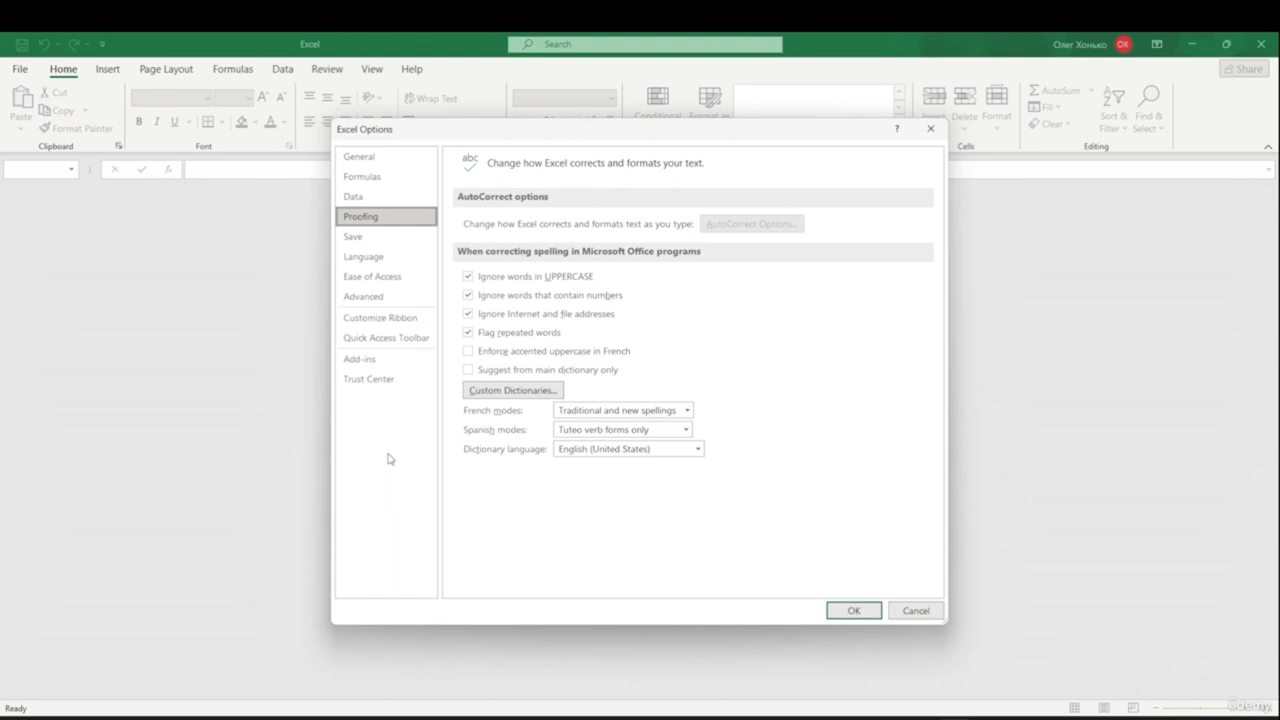 Excel
Search
Олег Хонько
ОХ
File Home Insert Page Layout Formulas Data Review View Help
Share
Paste
Cut
Copy
Format Painter
Clipboard
B I U
Font
Wrap Text
Conditional Format as
Insert Delete Format
Cells
AutoSum
Fill
Clear
Sort & Filter
Find & Select
Editing
Excel Options
?
General
Formulas
Data
Proofing
Save
Language
Ease of Access
Advanced
Customize Ribbon
Quick Access Toolbar
Add-ins
Trust Center
abc
Change how Excel corrects and formats your text.
AutoCorrect options
Change how Excel corrects and formats text as you type: AutoCorrect Options...
When correcting spelling in Microsoft Office programs
Ignore words in UPPERCASE
Ignore words that contain numbers
Ignore Internet and file addresses
Flag repeated words
Enforce accented uppercase in French
Suggest from main dictionary only
Custom Dictionaries...
French modes: Traditional and new spellings
Spanish modes: Tuteo verb forms only
Dictionary language: English (United States)
OK Cancel
Ready
ûdemy